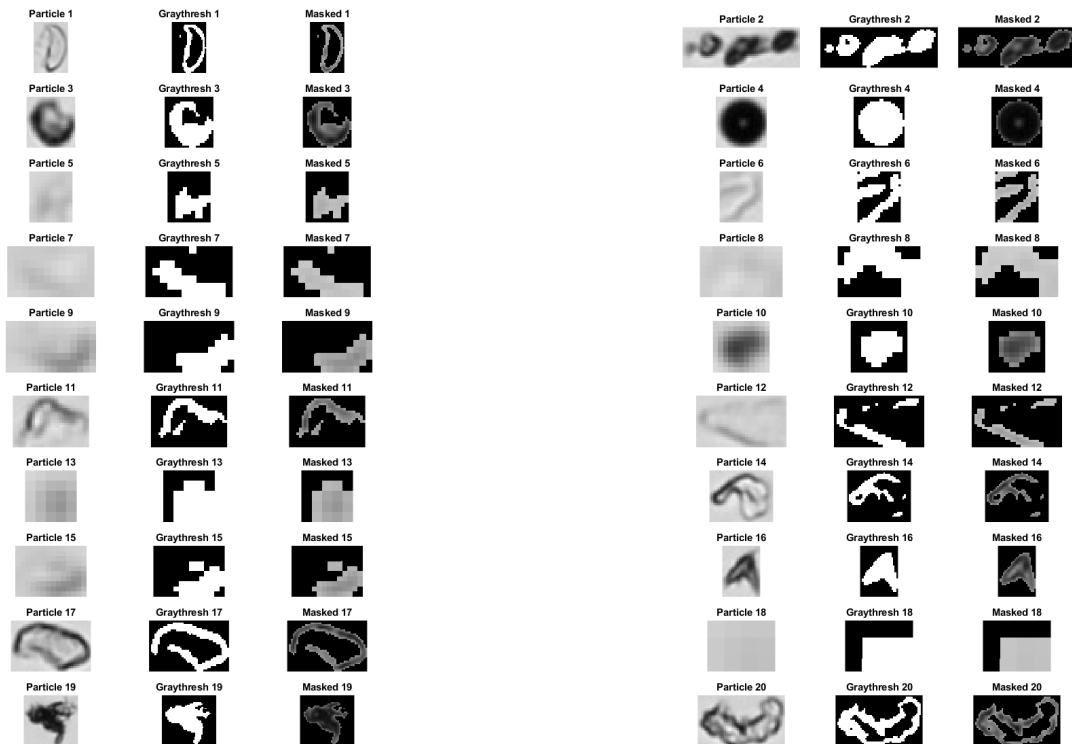 Particle 1 Graythresh 1 Masked 1
Particle 2 Graythresh 2 Masked 2
Particle 3 Graythresh 3 Masked 3
Particle 4 Graythresh 4 Masked 4
Particle 5 Graythresh 5 Masked 5
Particle 6 Graythresh 6 Masked 6
Particle 7 Graythresh 7 Masked 7
Particle 8 Graythresh 8 Masked 8
Particle 9 Graythresh 9 Masked 9
Particle 10 Graythresh 10 Masked 10
Particle 11 Graythresh 11 Masked 11
Particle 12 Graythresh 12 Masked 12
Particle 13 Graythresh 13 Masked 13
Particle 14 Graythresh 14 Masked 14
Particle 15 Graythresh 15 Masked 15
Particle 16 Graythresh 16 Masked 16
Particle 17 Graythresh 17 Masked 17
Particle 18 Graythresh 18 Masked 18
Particle 19 Graythresh 19 Masked 19
Particle 20 Graythresh 20 Masked 20